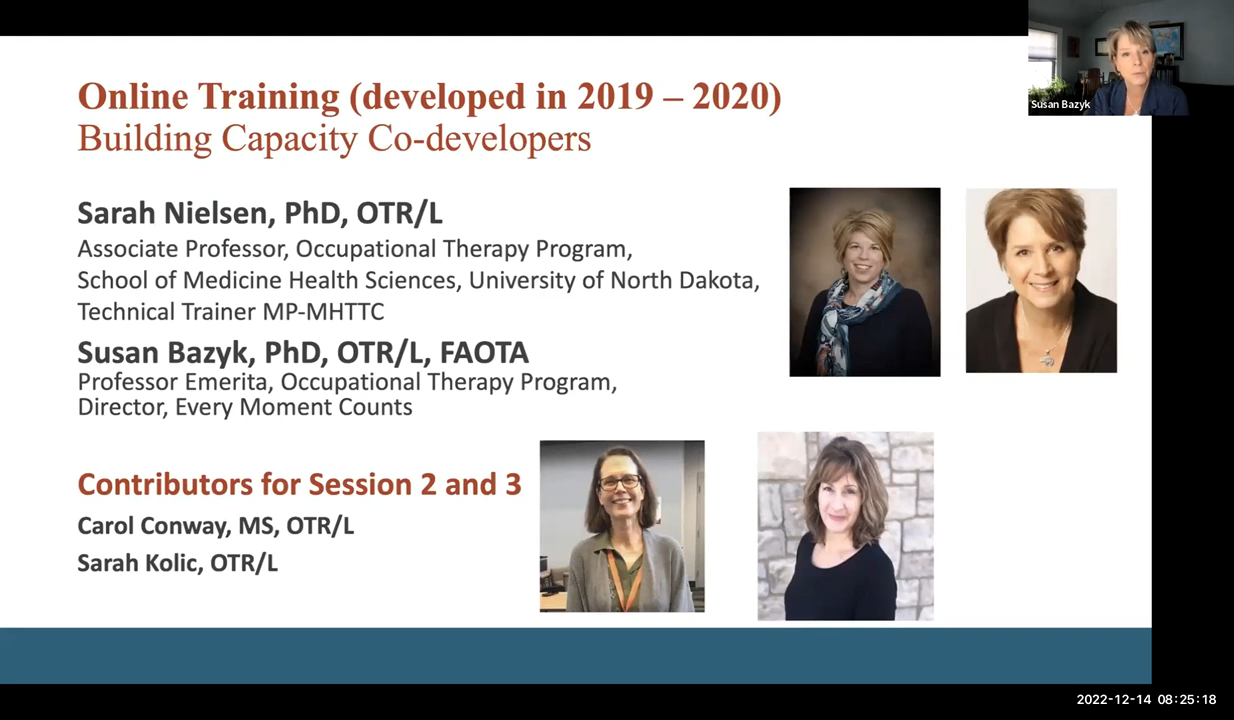 Online Training (developed in 2019 – 2020)
Building Capacity Co-developers
Susan Bazyk
Sarah Nielsen, PhD, OTR/L
Associate Professor, Occupational Therapy Program,
School of Medicine Health Sciences, University of North Dakota,
Technical Trainer MP-MHTTC
Susan Bazyk, PhD, OTR/L, FAOTA
Professor Emerita, Occupational Therapy Program,
Director, Every Moment Counts
Contributors for Session 2 and 3
Carol Conway, MS, OTR/L
Sarah Kolic, OTR/L
2022-12-14 08:25:18